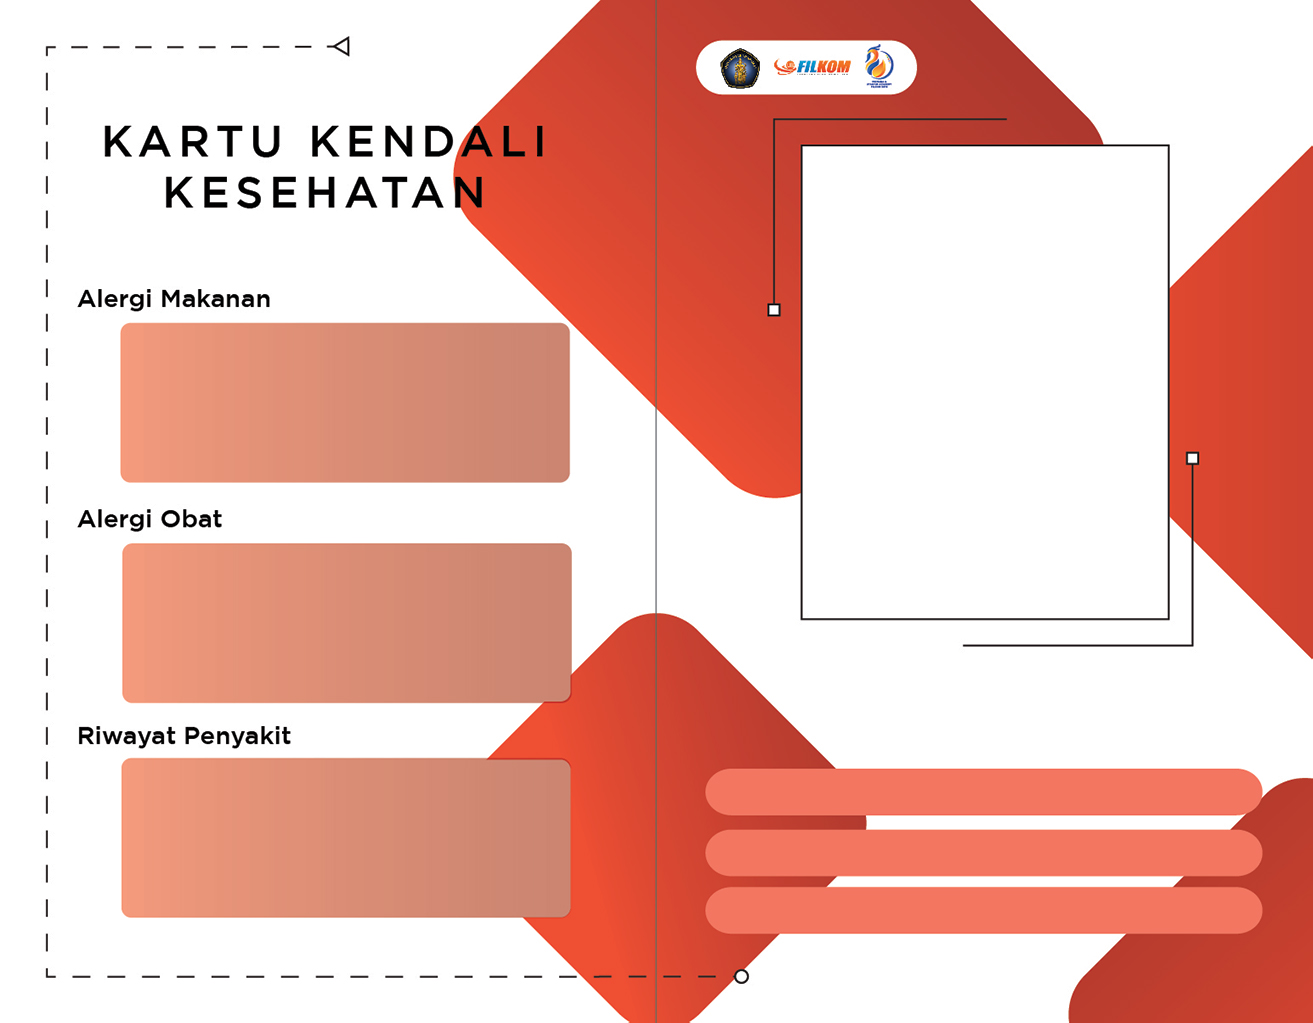 KARTU KENDALI
KESEHATAN
Alergi Makanan
Alergi Obat
Riwayat Penyakit
FILKOM